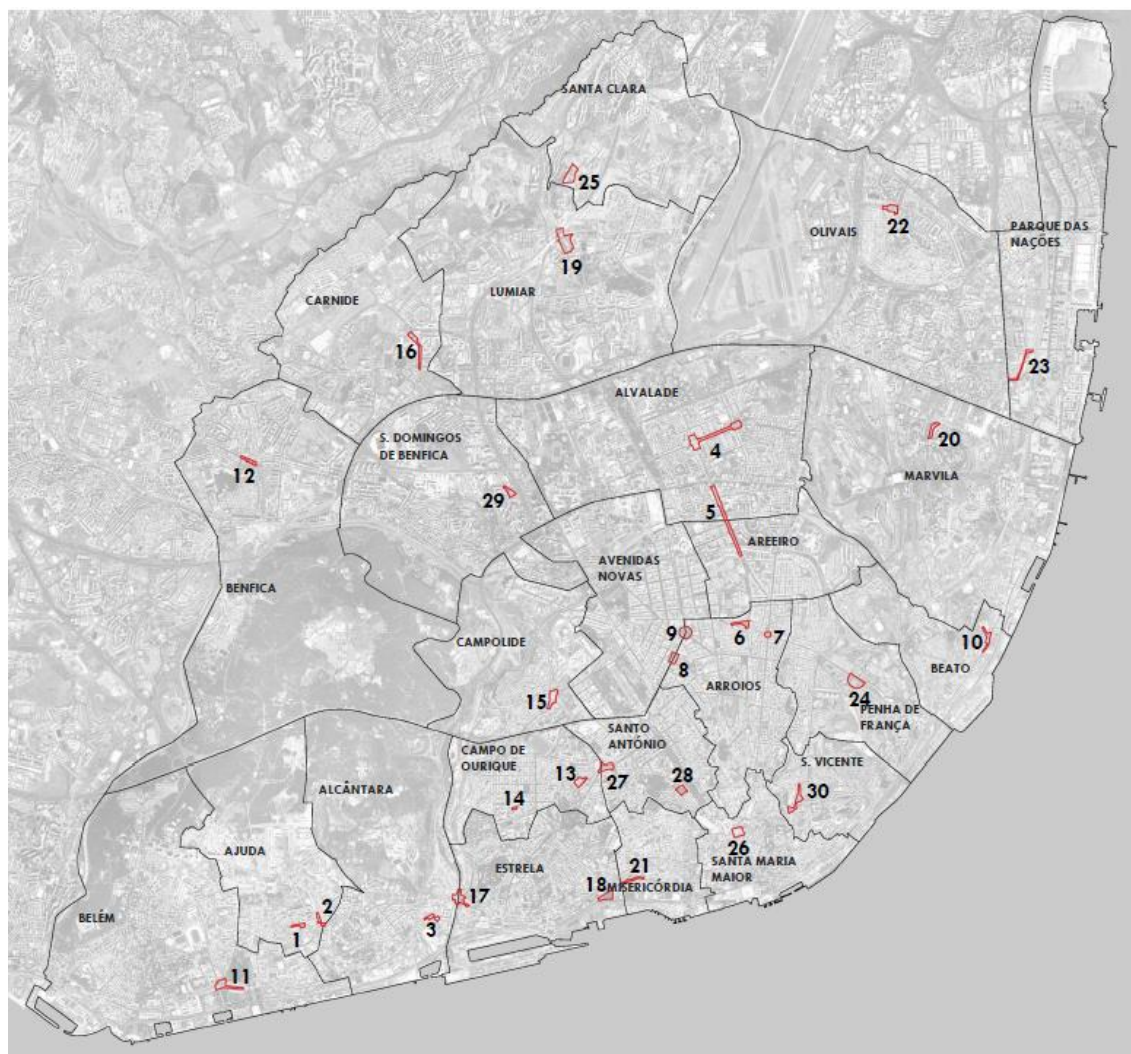 SANTA CLARA
25
OLIVAIS
22
PARQUE DAS
NAÇÕES
19
LUMIAR
CARNIDE
16
23
ALVALADE
S. DOMINGOS
DE BENFICA
4
20
12
MARVILA
29
5
AREEIRO
AVENIDAS
NOVAS
BENFICA
9
6
7
10
CAMPOLIDE
8
BEATO
ARROIOS
24
15
PENHA DE
FRANÇA
SANTO
ANTÓNIO
CAMPO DE
OURIQUE
S. VICENTE
13
27
28
ALCÂNTARA
30
14
26
AJUDA
SANTA MARIA
MAIOR
ESTRELA
21
18
MISERICÓRDIA
17
BELÉM
2
1
3
11